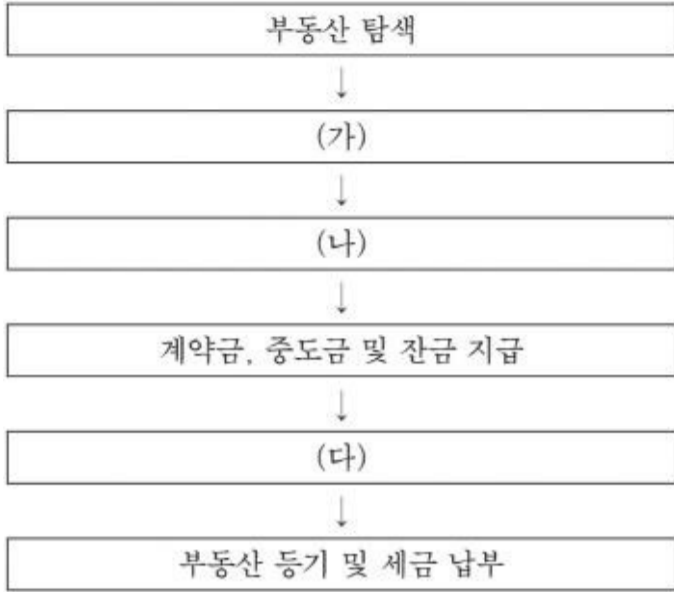 부동산 탐색
↓
(가)
↓
(나)
↓
계약금, 중도금 및 잔금 지급
↓
(다)
↓
부동산 등기 및 세금 납부